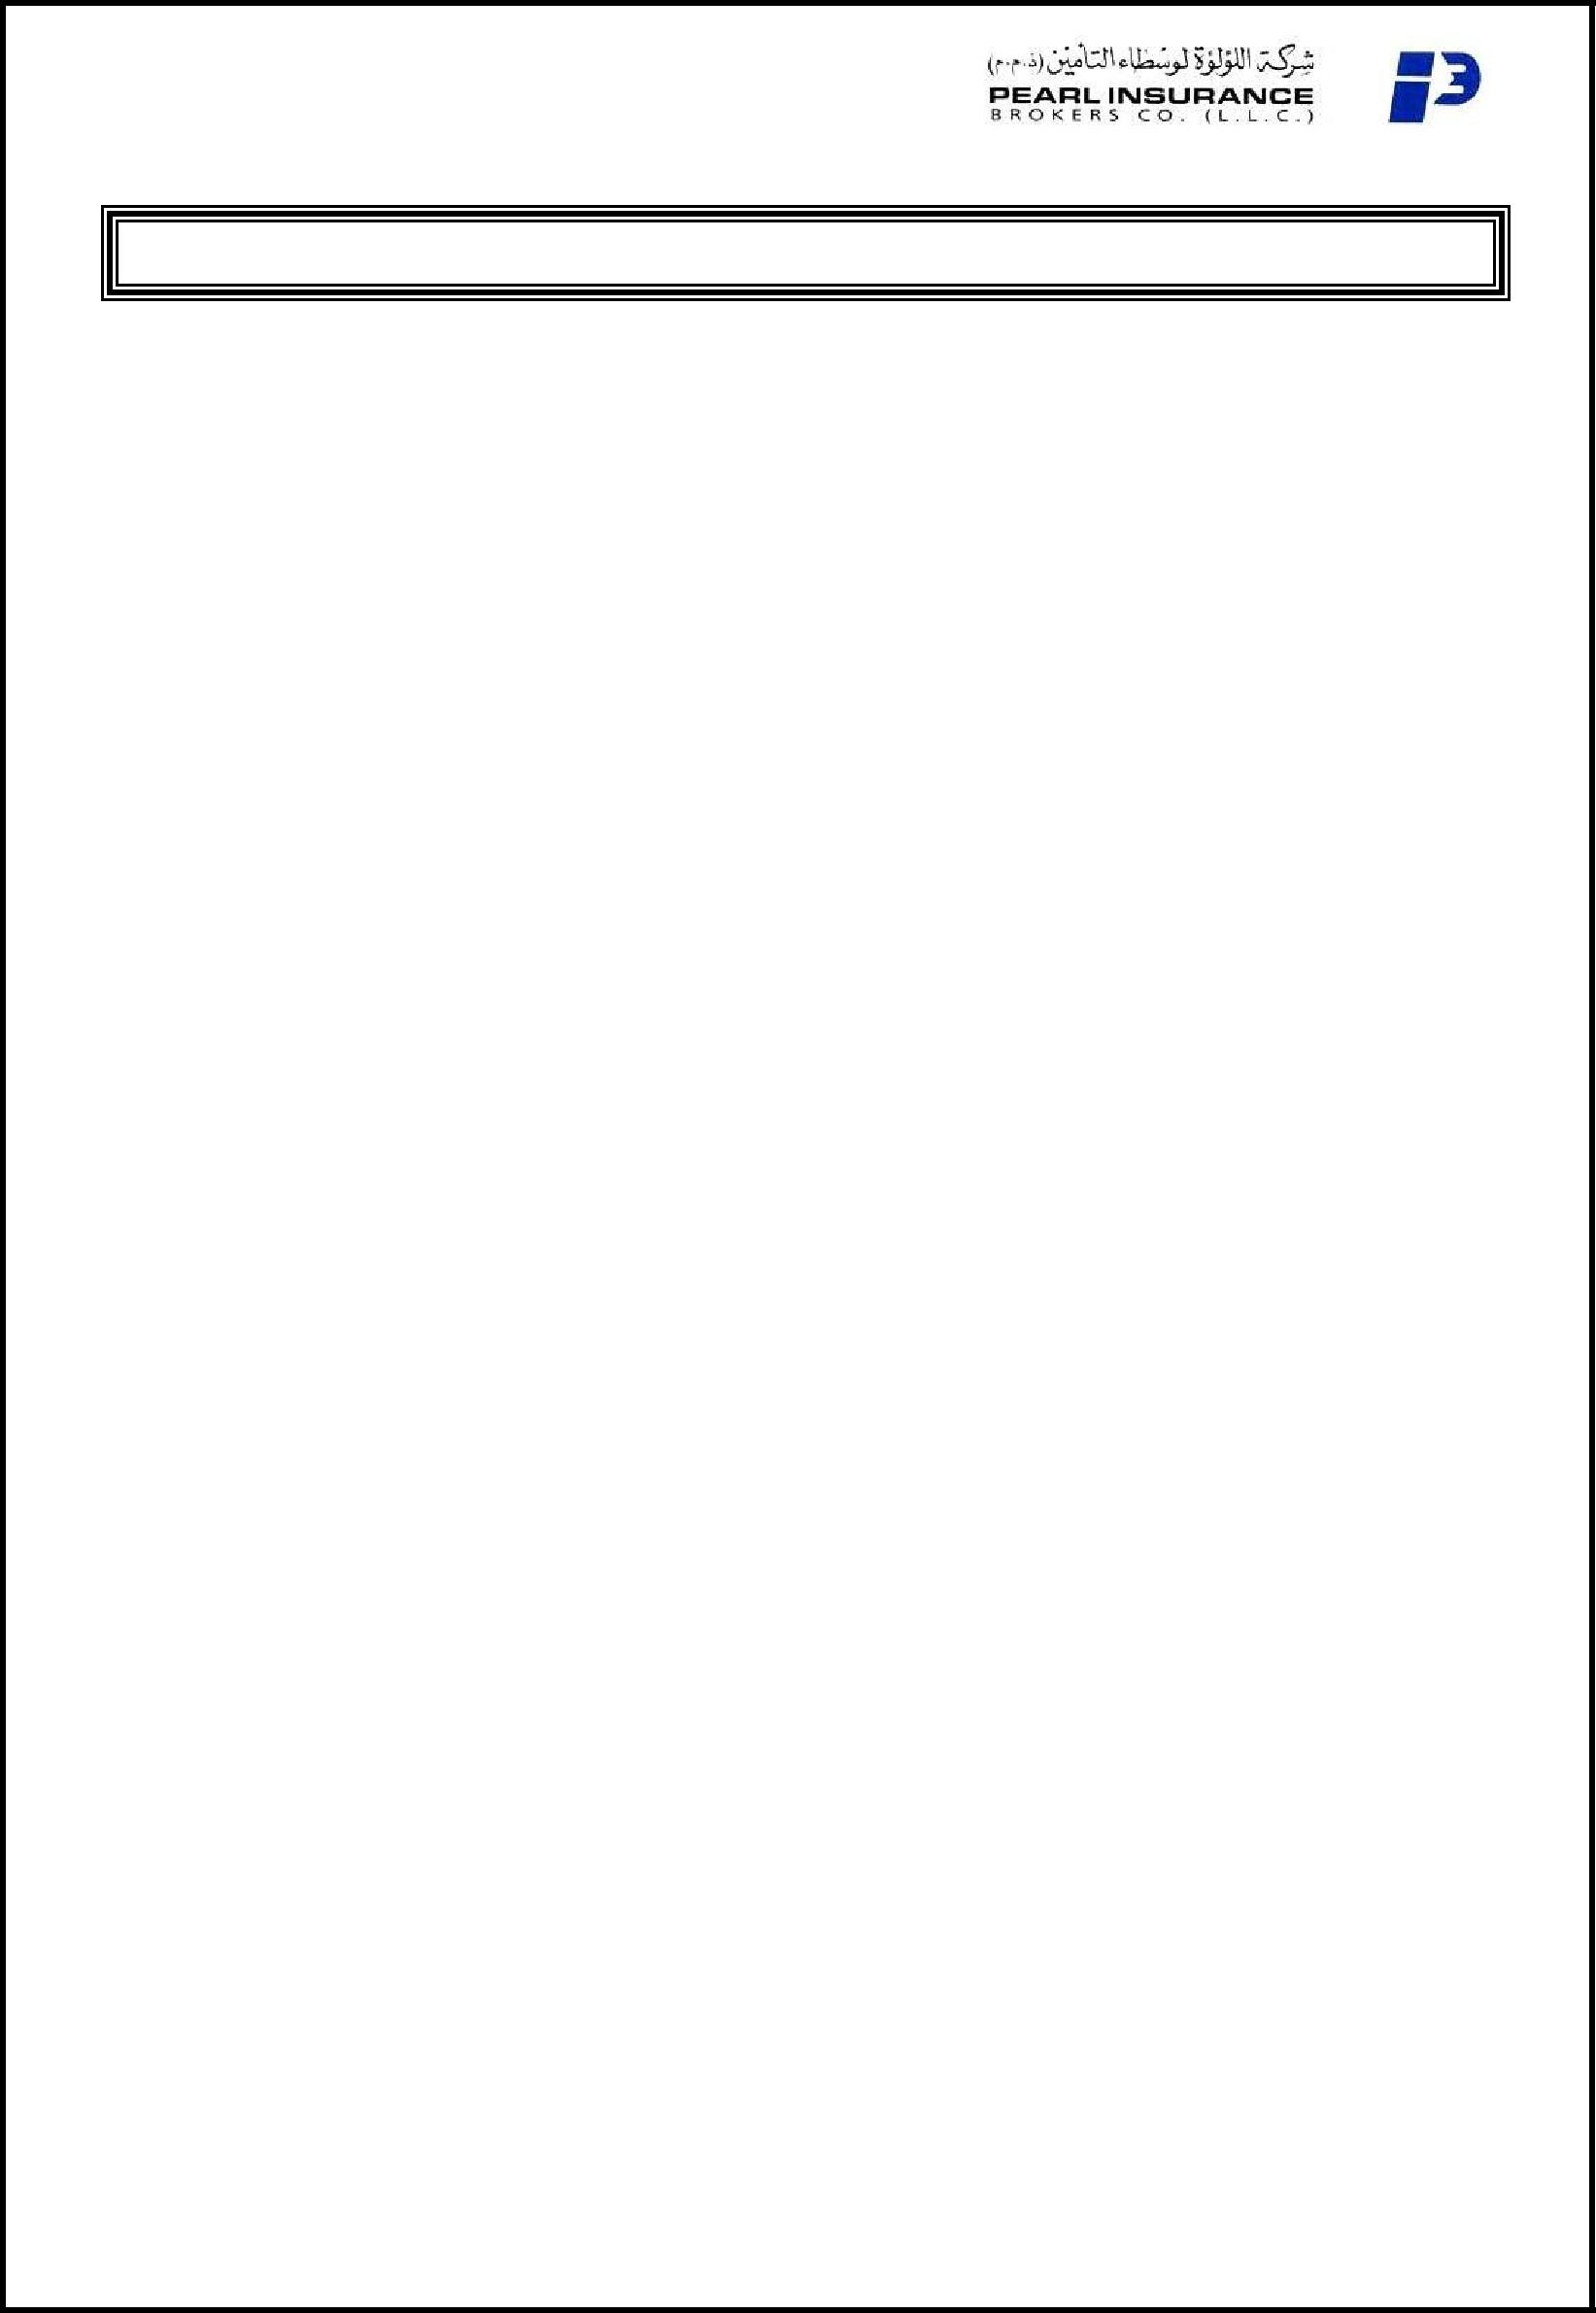 شركة اللؤلؤة لوسطاء التأمين (ذ.م.م)
PEARL INSURANCE
BROKERS CO. (L.L.C.)